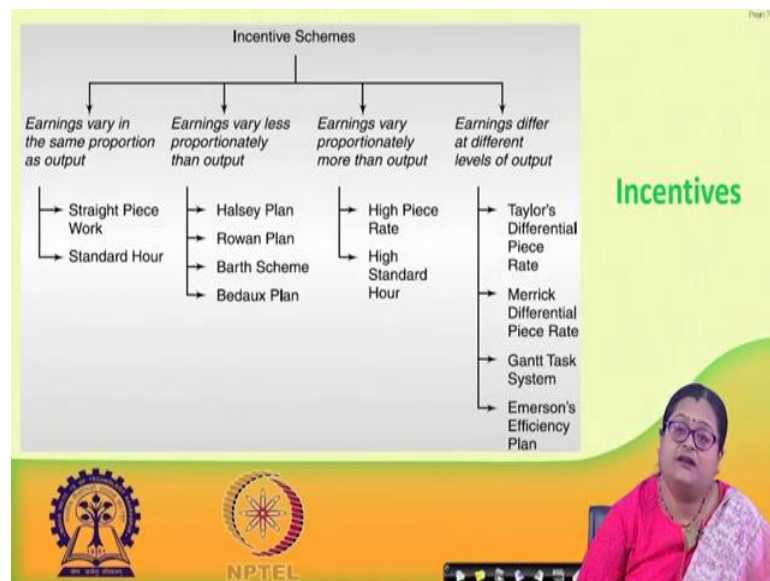 Incentive Schemes
Earnings vary in
the same proportion
as output
Straight Piece
Work
Standard Hour
Earnings vary less
proportionately
than output
Halsey Plan
Rowan Plan
Barth Scheme
Bedaux Plan
Earnings vary
proportionately
more than output
High Piece
Rate
High
Standard
Hour
Earnings differ
at different
levels of output
Taylor's
Differential
Piece
Rate
Merrick
Differential
Piece Rate
Gantt Task
System
Emerson's
Efficiency
Plan
Incentives
NPTEL